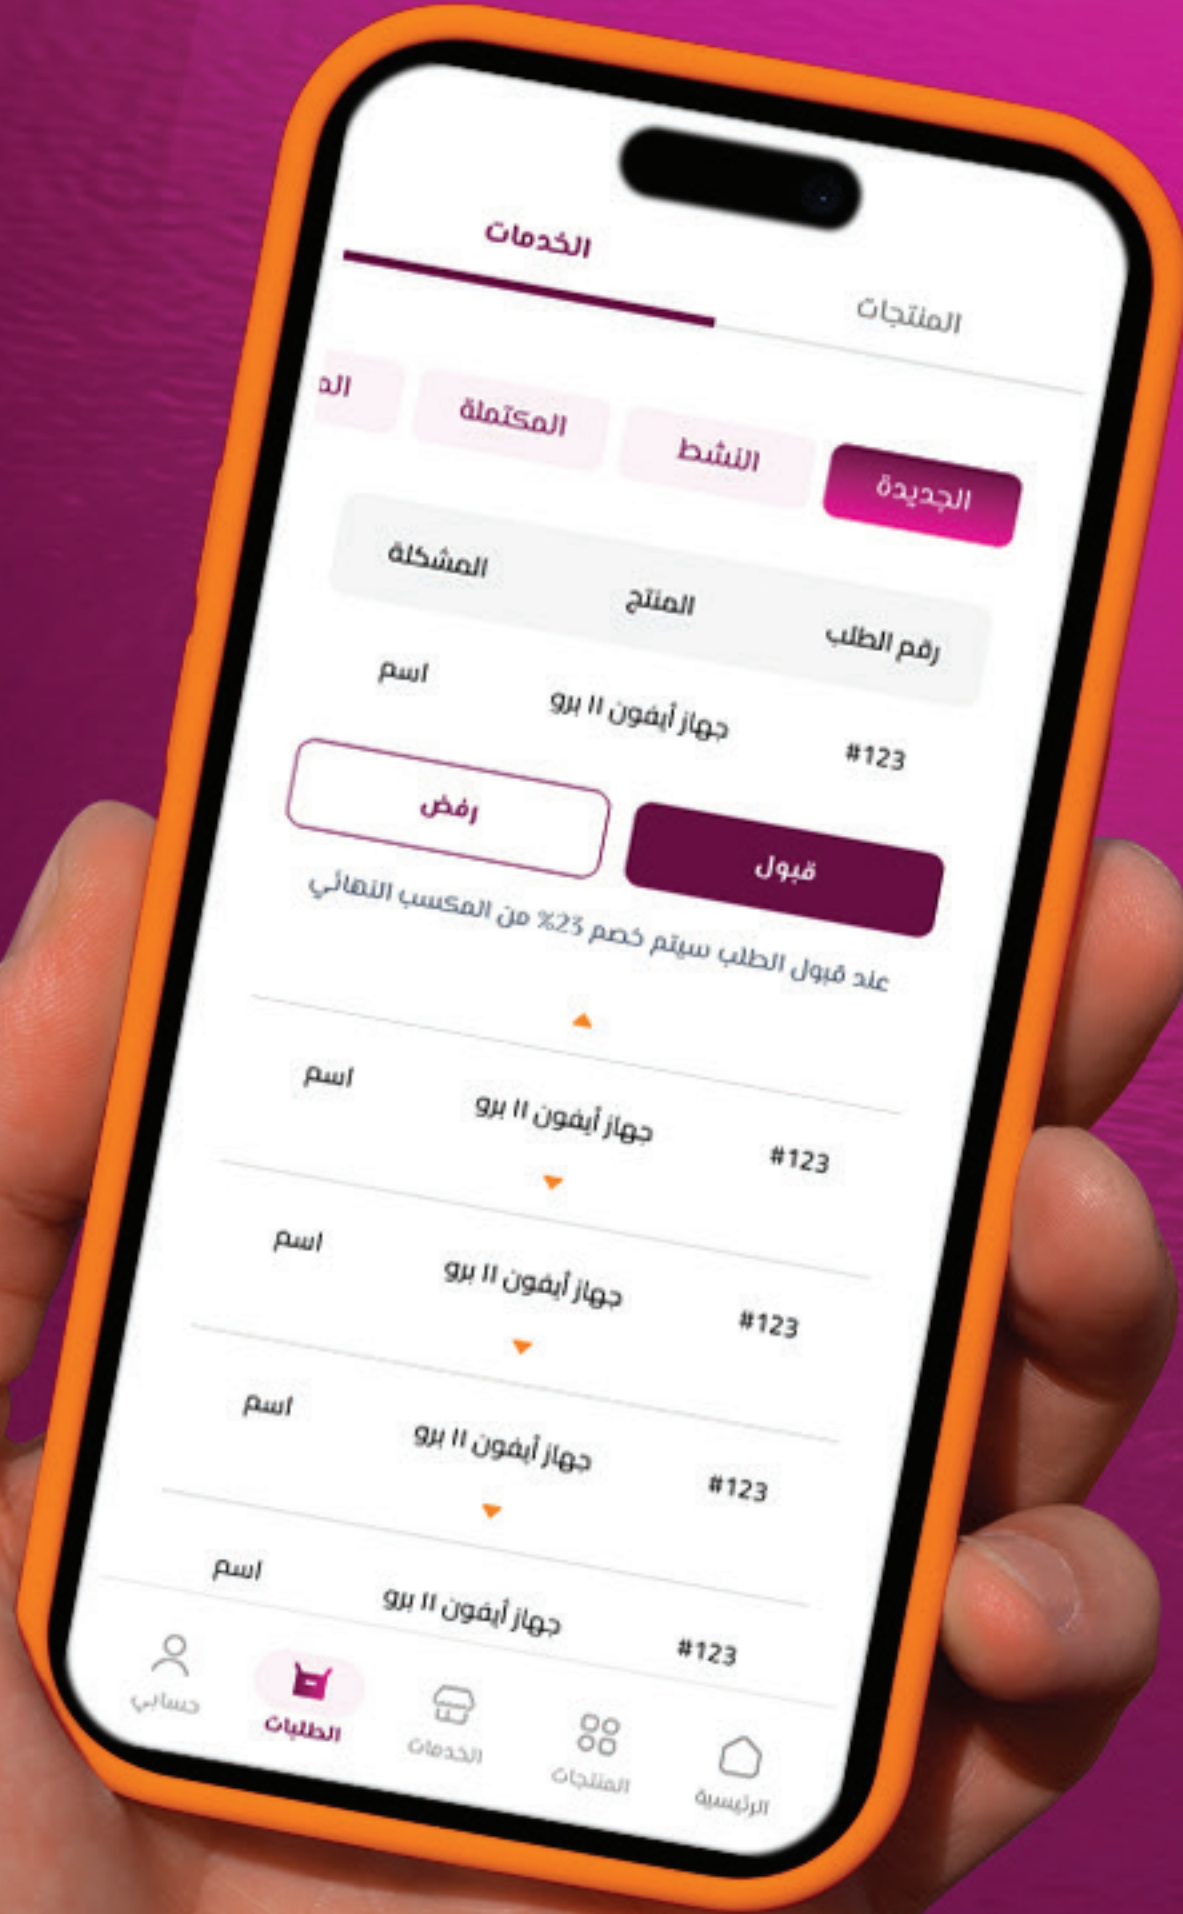 المنتجات الخدمات
الجديدة النشط المكتملة
رقم الطلب المنتج المشكلة
#123 جهاز أيفون ١١ برو اسم
قبول رفض
عند قبول الطلب سيتم خصم 23% من المكسب النهائي
#123 جهاز أيفون ١١ برو اسم
#123 جهاز أيفون ١١ برو اسم
#123 جهاز أيفون ١١ برو اسم
#123 جهاز أيفون ١١ برو اسم
الرئيسية المنتجات الخدمات الطلبات حسابي